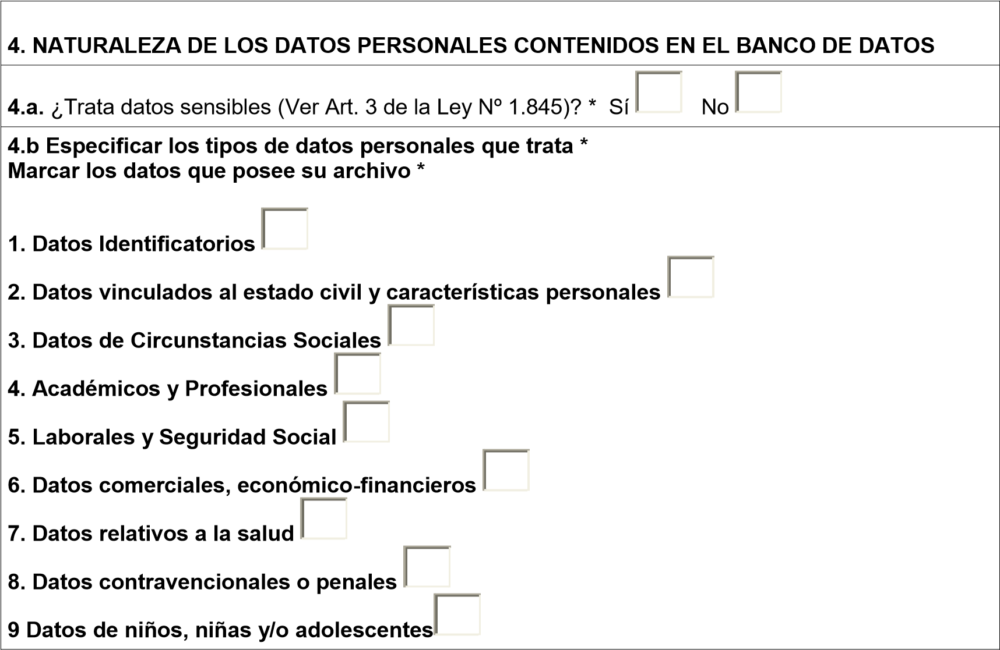 4. NATURALEZA DE LOS DATOS PERSONALES CONTENIDOS EN EL BANCO DE DATOS
4.a. ¿Trata datos sensibles (Ver Art. 3 de la Ley Nº 1.845)? * Sí No
4.b Especificar los tipos de datos personales que trata *
Marcar los datos que posee su archivo *
1. Datos Identificatorios
2. Datos vinculados al estado civil y características personales
3. Datos de Circunstancias Sociales
4. Académicos y Profesionales
5. Laborales y Seguridad Social
6. Datos comerciales, económico-financieros
7. Datos relativos a la salud
8. Datos contravencionales o penales
9 Datos de niños, niñas y/o adolescentes